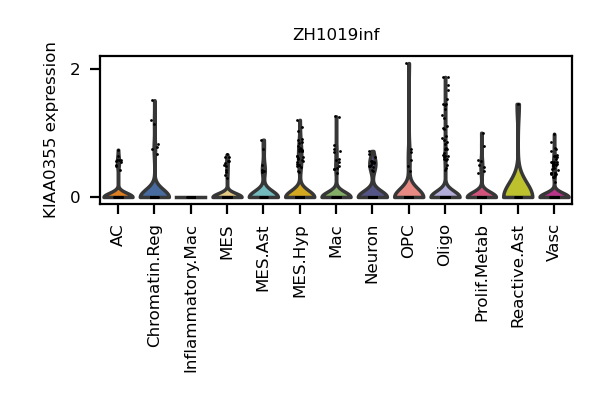 ZH1019inf
KIAA0355 expression
2
0
AC
Chromatin.Reg
Inflammatory.Mac
MES
MES.Ast
MES.Hyp
Mac
Neuron
OPC
Oligo
Prolif.Metab
Reactive.Ast
Vasc